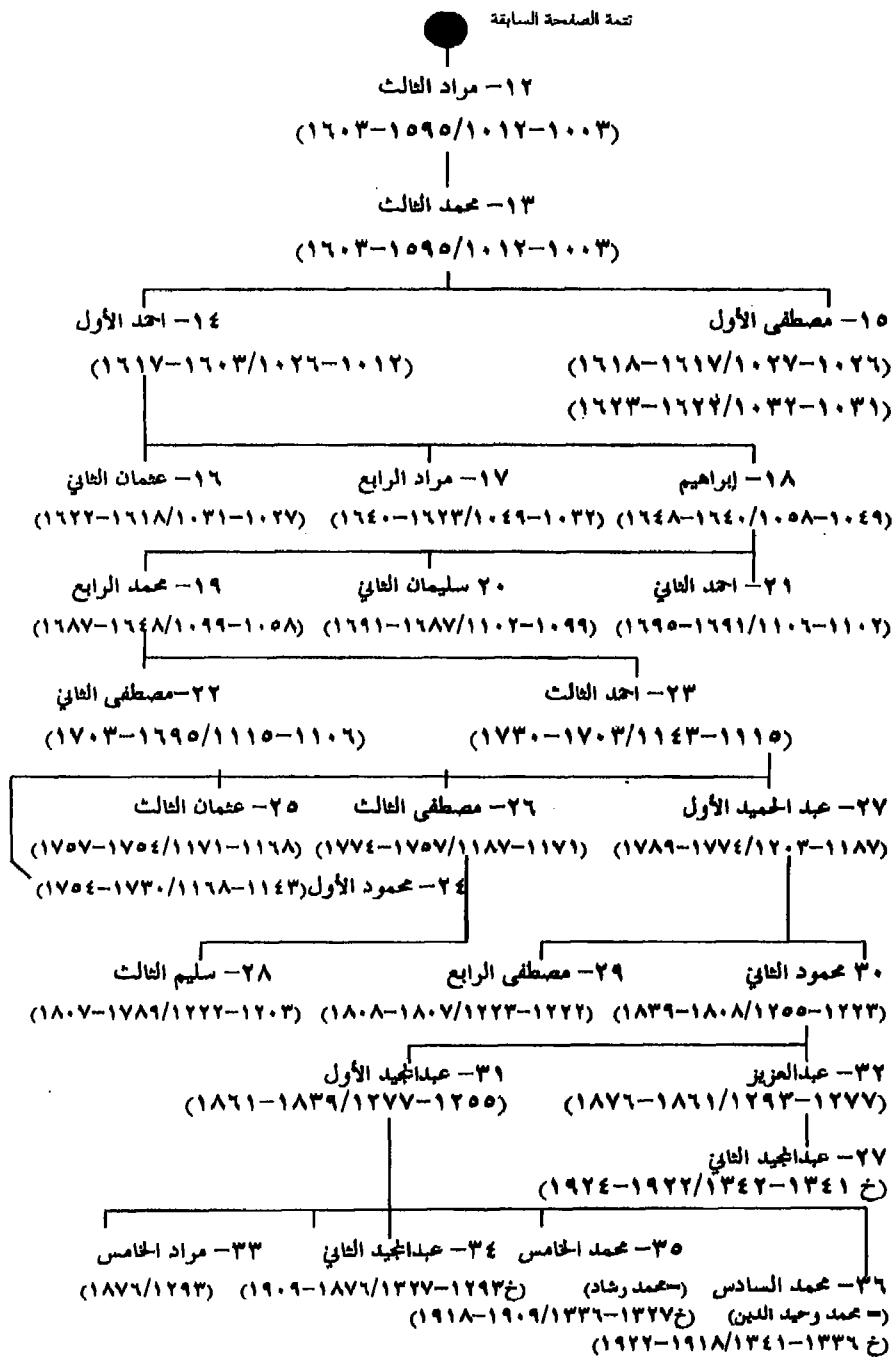 تتمة الصفحة السابقة
١٢– مراد الثالث
(١٠٠٣–١٠١٢/١٥٩٥–١٦٠٣)
١٣– محمد الثالث
(١٠٠٣–١٠١٢/١٥٩٥–١٦٠٣)
١٥– مصطفى الأول ١٤– احمد الأول
(١٠٢٦–١٠٢٧/١٦١٧–١٦١٨) (١٠١٢–١٠٢٦/١٦٠٣–١٦١٧)
(١٠٣١–١٠٣٢/١٦٢٢–١٦٢٣)
١٨– إبراهيم ١٧– مراد الرابع ١٦– عثمان الثاني
(١٠٤٩–١٠٥٨/١٦٤٠–١٦٤٨) (١٠٣٢–١٠٤٩/١٦٢٣–١٦٤٠) (١٠٢٧–١٠٣١/١٦١٨–١٦٢٢)
٢١– احمد الثاني ٢٠ سليمان الثاني ١٩– محمد الرابع
(١١٠٢–١١٠٦/١٦٩١–١٦٩٥) (١٠٩٩–١١٠٢/١٦٨٧–١٦٩١) (١٠٥٨–١٠٩٩/١٦٤٨–١٦٨٧)
٢٣– احمد الثالث ٢٢–مصطفى الثاني
(١١١٥–١١٤٣/١٧٠٣–١٧٣٠) (١١٠٦–١١١٥/١٦٩٥–١٧٠٣)
٢٧– عبد الحميد الأول ٢٦– مصطفى الثالث ٢٥– عثمان الثالث
(١١٨٧–١٢٠٣/١٧٧٤–١٧٨٩) (١١٧١–١١٨٧/١٧٥٧–١٧٧٤) (١١٦٨–١١٧١/١٧٥٤–١٧٥٧)
٢٤– محمود الأول(١١٤٣–١١٦٨/١٧٣٠–١٧٥٤)
٣٠ محمود الثاني ٢٩– مصطفى الرابع ٢٨– سليم الثالث
(١٢٢٣–١٢٥٥/١٨٠٨–١٨٣٩) (١٢٢٢–١٢٢٣/١٨٠٧–١٨٠٨) (١٢٠٣–١٢٢٢/١٧٨٩–١٨٠٧)
٣٢– عبدالعزيز ٣١– عبدالمجيد الأول
(١٢٧٧–١٢٩٣/١٨٦١–١٨٧٦) (١٢٥٥–١٢٧٧/١٨٣٩–١٨٦١)
٢٧– عبدالمجيد الثاني
(خ ١٣٤١–١٣٤٢/١٩٢٢–١٩٢٤)
٣٥– محمد الخامس ٣٤– عبدالمجيد الثاني ٣٣– مراد الخامس
٣٦– محمد السادس (=محمد رشاد) (خ١٢٩٣–١٣٢٧/١٨٧٦–١٩٠٩) (١٢٩٣/١٨٧٦)
(= محمد وحيد الدين) (خ١٣٢٧–١٣٣٦/١٩٠٩–١٩١٨)
(خ ١٣٣٦–١٣٤١/١٩١٨–١٩٢٢)